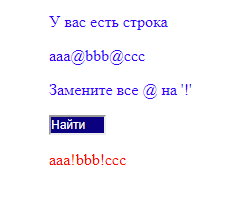 У вас есть строка
aaa@bbb@ccc
Замените все @ на '!'
Найти
aaa!bbb!ccc